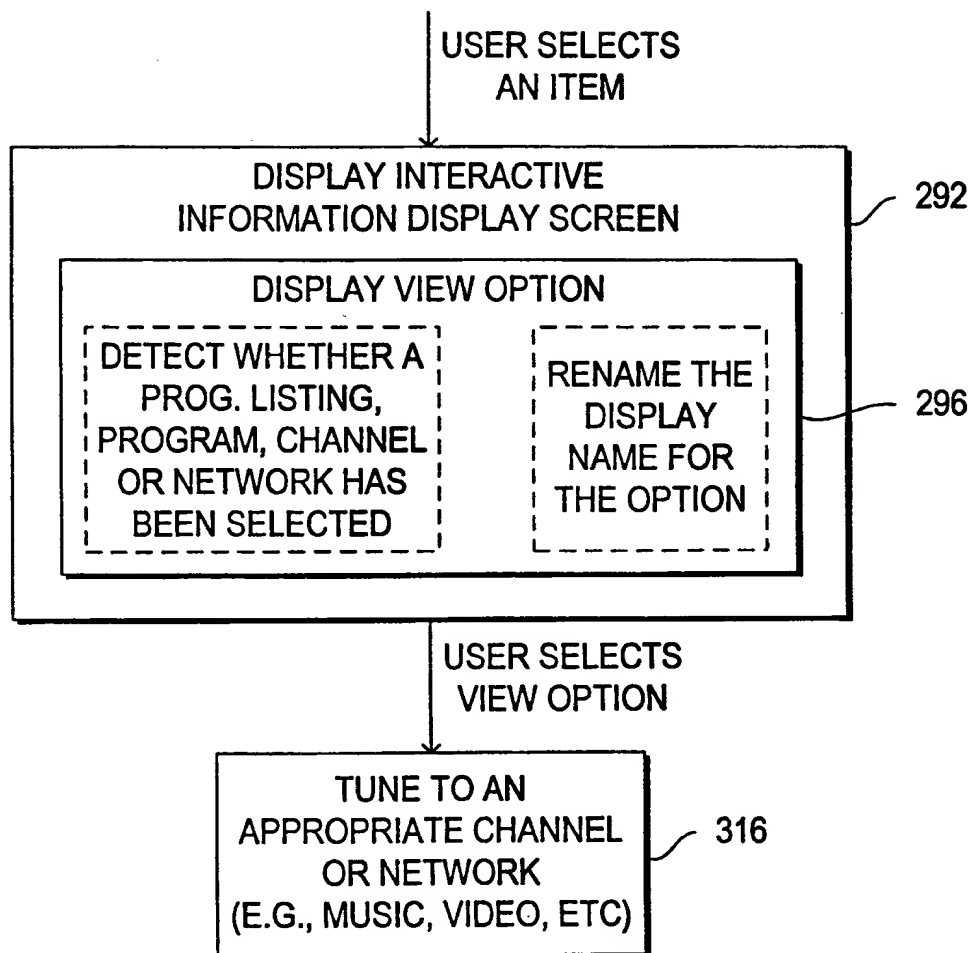 USER SELECTS
AN ITEM
DISPLAY INTERACTIVE
INFORMATION DISPLAY SCREEN
292
DISPLAY VIEW OPTION
DETECT WHETHER A
PROG. LISTING,
PROGRAM, CHANNEL
OR NETWORK HAS
BEEN SELECTED
RENAME THE
DISPLAY
NAME FOR
THE OPTION
296
USER SELECTS
VIEW OPTION
TUNE TO AN
APPROPRIATE CHANNEL
OR NETWORK
(E.G., MUSIC, VIDEO, ETC)
316